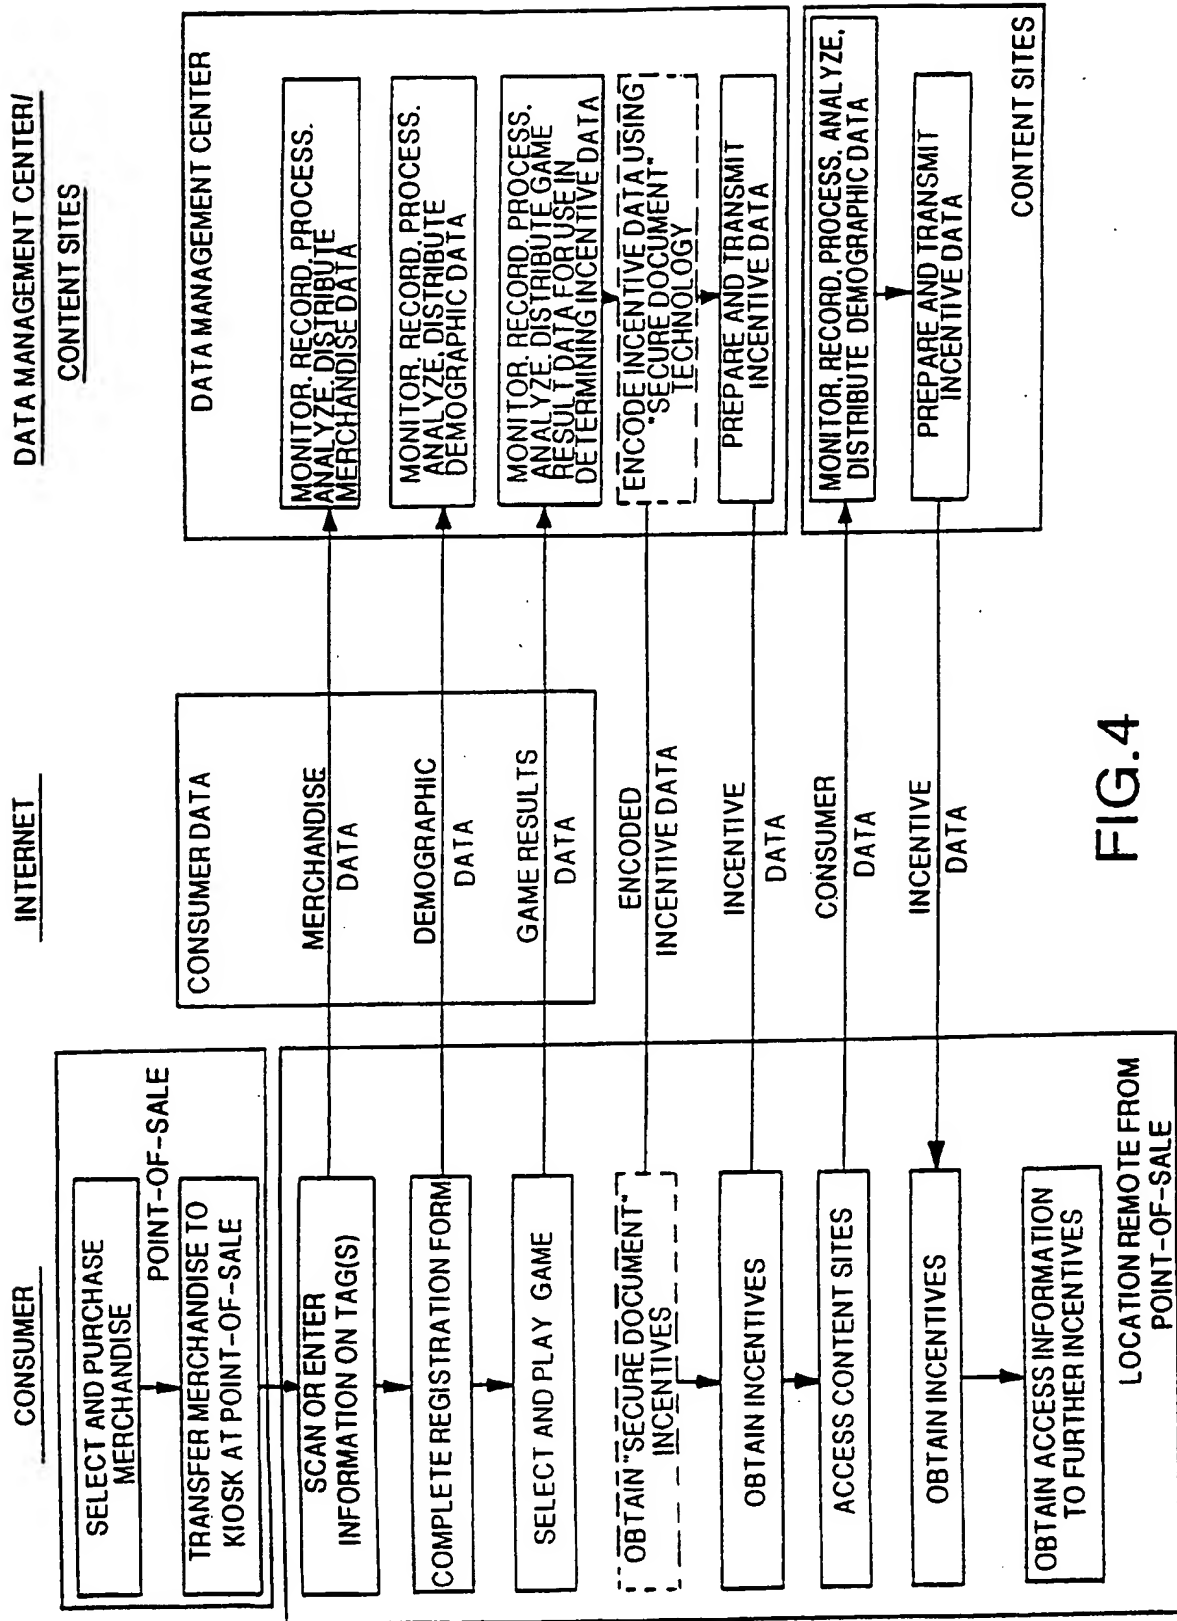 CONSUMER
INTERNET
DATA MANAGEMENT CENTER/
CONTENT SITES
SELECT AND PURCHASE
MERCHANDISE
POINT-OF-SALE
TRANSFER MERCHANDISE TO
KIOSK AT POINT-OF-SALE
SCAN OR ENTER
INFORMATION ON TAG(S)
COMPLETE REGISTRATION FORM
SELECT AND PLAY GAME
OBTAIN "SECURE DOCUMENT"
INCENTIVES
OBTAIN INCENTIVES
ACCESS CONTENT SITES
OBTAIN INCENTIVES
OBTAIN ACCESS INFORMATION
TO FURTHER INCENTIVES
LOCATION REMOTE FROM
POINT-OF-SALE
CONSUMER DATA
MERCHANDISE
DATA
DEMOGRAPHIC
DATA
GAME RESULTS
DATA
ENCODED
INCENTIVE DATA
INCENTIVE
DATA
CONSUMER
DATA
INCENTIVE
DATA
DATA MANAGEMENT CENTER
MONITOR, RECORD, PROCESS,
ANALYZE, DISTRIBUTE
MERCHANDISE DATA
MONITOR, RECORD, PROCESS,
ANALYZE, DISTRIBUTE
DEMOGRAPHIC DATA
MONITOR, RECORD, PROCESS,
ANALYZE, DISTRIBUTE GAME
RESULT DATA FOR USE IN
DETERMINING INCENTIVE DATA
ENCODE INCENTIVE DATA USING
"SECURE DOCUMENT"
TECHNOLOGY
PREPARE AND TRANSMIT
INCENTIVE DATA
MONITOR, RECORD, PROCESS, ANALYZE,
DISTRIBUTE DEMOGRAPHIC DATA
PREPARE AND TRANSMIT
INCENTIVE DATA
CONTENT SITES
FIG.4